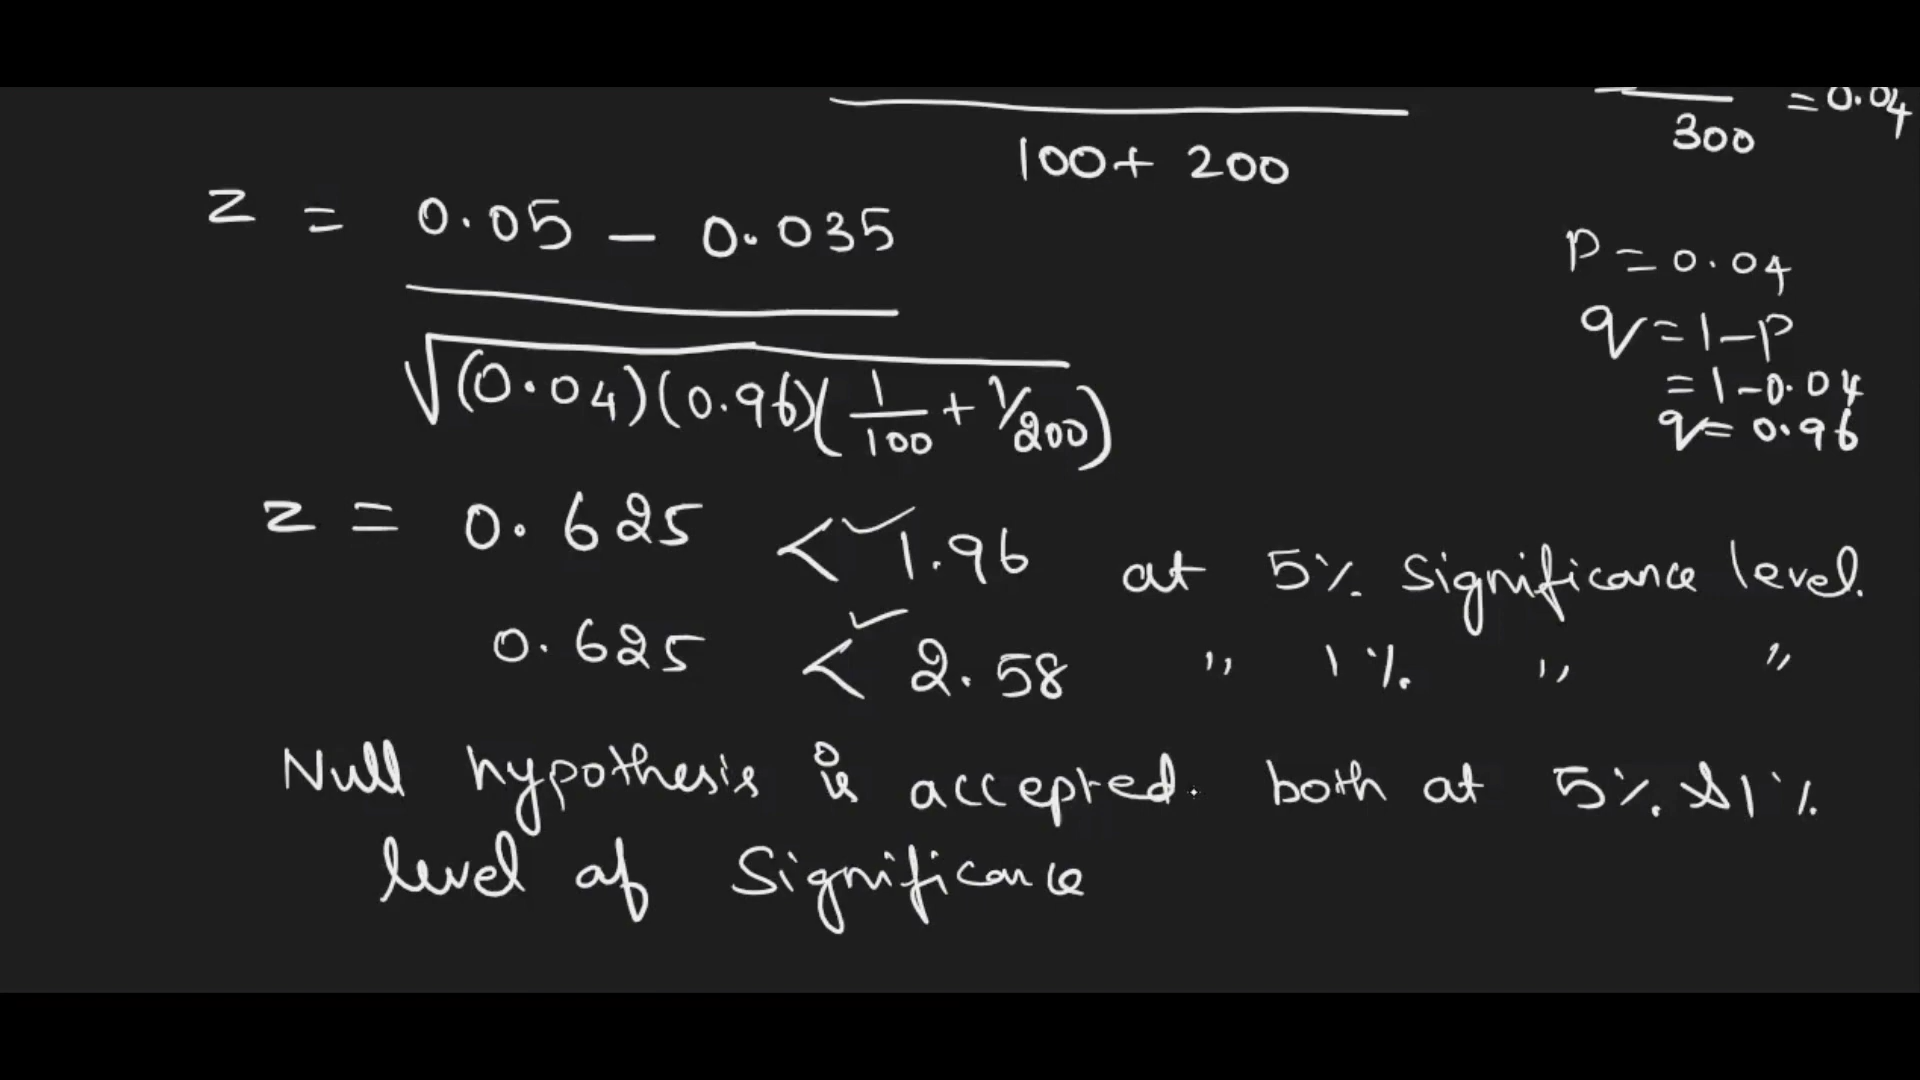 = 0.04
300
100 + 200
z = 0.05 - 0.035
√(0.04)(0.96)(1/100 + 1/200)
P = 0.04
q = 1 - P
= 1 - 0.04
q = 0.96
z = 0.625 < 1.96 at 5% significance level.
0.625 < 2.58 " 1% " "
Null hypothesis is accepted. both at 5% & 1%
level of Significance